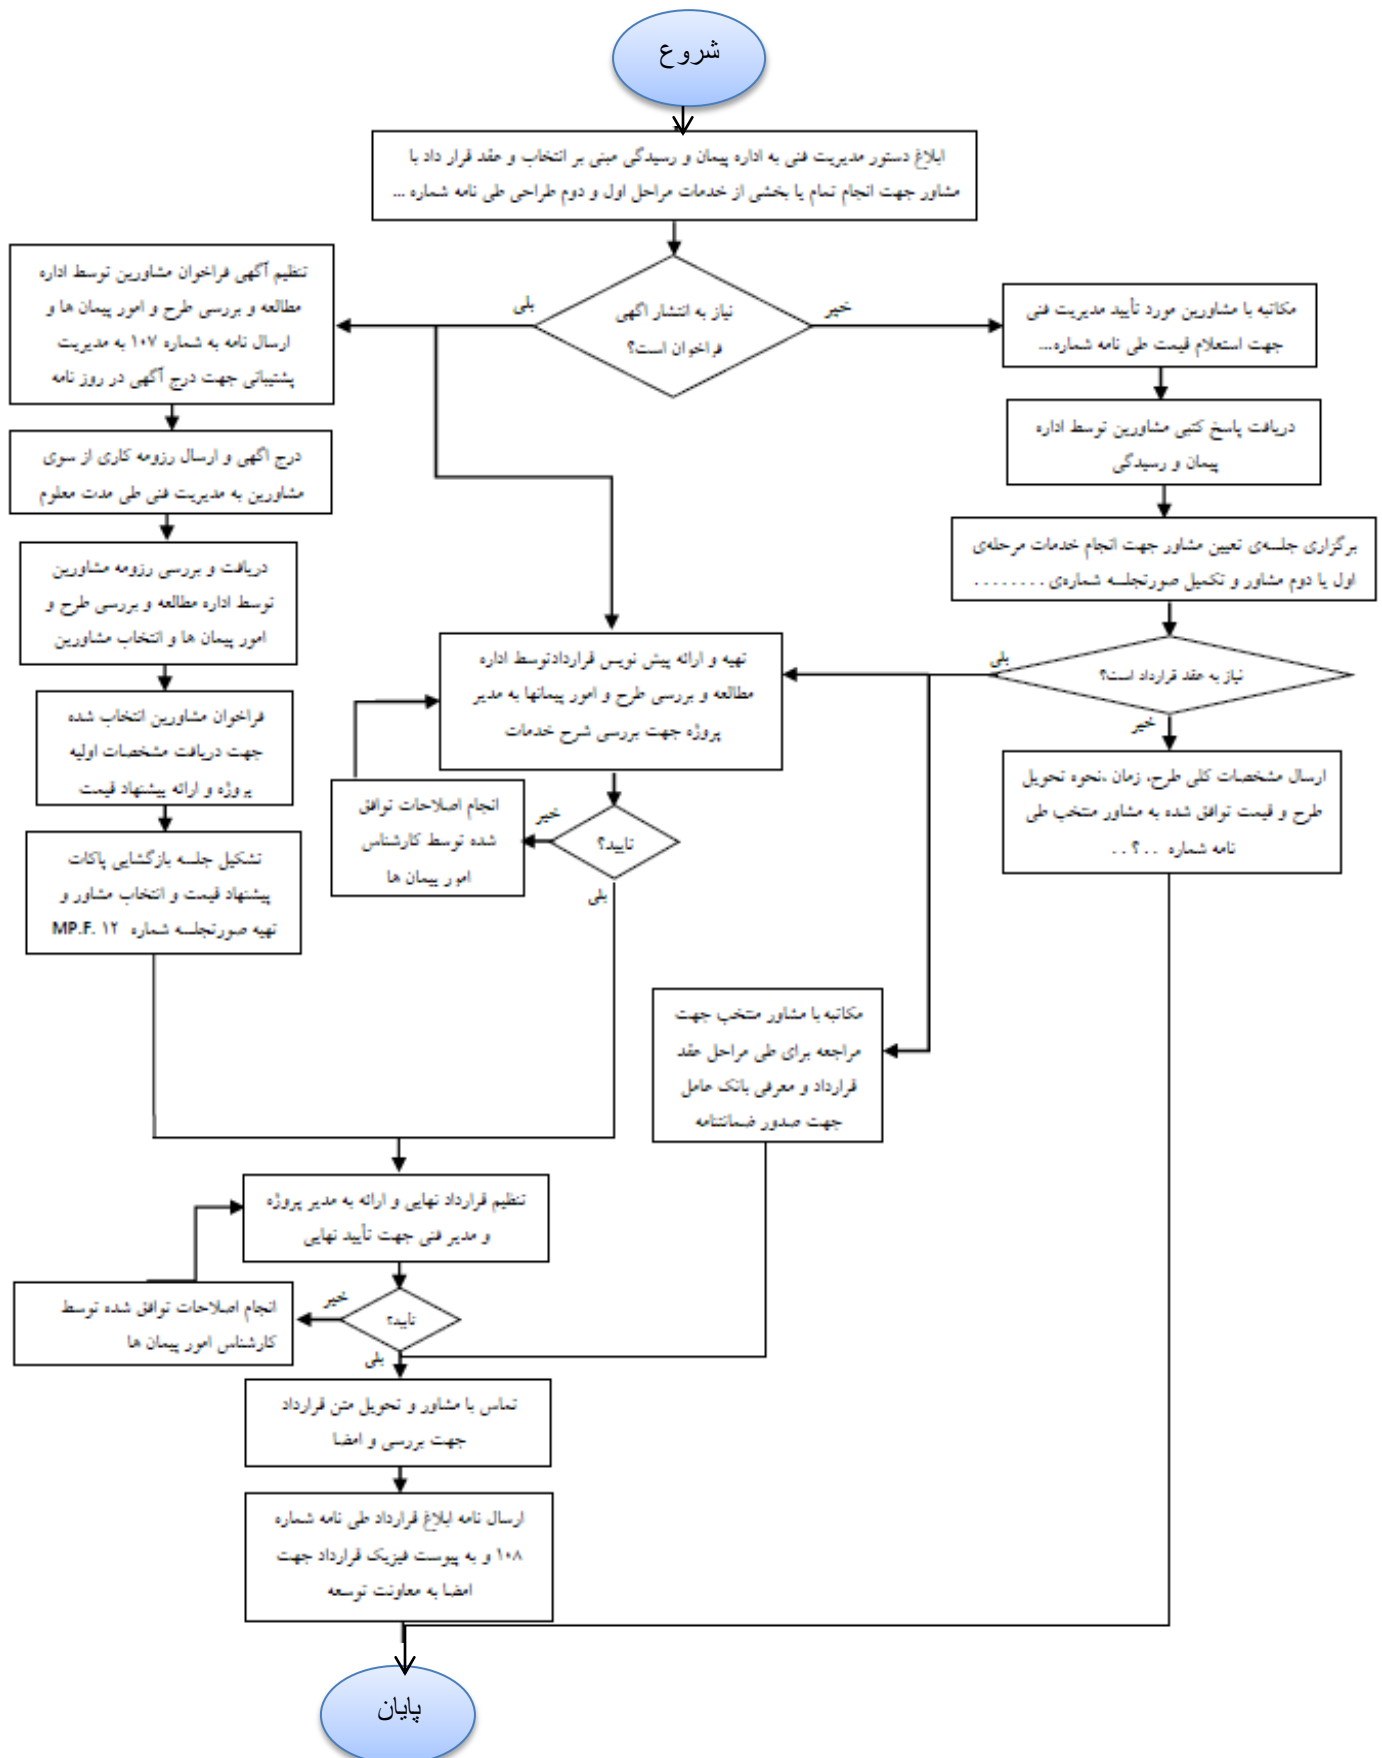 شروع
ابلاغ دستور مدیریت فنی به اداره پیمان و رسیدگی مبنی بر انتخاب و عقد قرار داد با
مشاور جهت انجام تمام یا بخشی از خدمات مراحل اول و دوم طراحی طی نامه شماره ...
نیاز به انتشار اگهی
فراخوان است؟
بلی
خیر
مکاتبه با مشاورین مورد تأیید مدیریت فنی
جهت استعلام قیمت طی نامه شماره...
دریافت پاسخ کتبی مشاورین توسط اداره
پیمان و رسیدگی
برگزاری جلسه‌ی تعیین مشاور جهت انجام خدمات مرحله‌ی
اول یا دوم مشاور و تکمیل صورتجلسه شماره‌ی . . . . . . . .
نیاز به عقد قرارداد است؟
بلی
خیر
ارسال مشخصات کلی طرح، زمان ،نحوه تحویل
طرح و قیمت توافق شده به مشاور منتخب طی
نامه شماره . . ؟ . .
تنظیم آگهی فراخوان مشاورین توسط اداره
مطالعه و بررسی طرح و امور پیمان ها و
ارسال نامه به شماره ۱۰۷ به مدیریت
پشتیبانی جهت درج آگهی در روز نامه
درج اگهی و ارسال رزومه کاری از سوی
مشاورین به مدیریت فنی طی مدت معلوم
دریافت و بررسی رزومه مشاورین
توسط اداره مطالعه و بررسی طرح و
امور پیمان ها و انتخاب مشاورین
فراخوان مشاورین انتخاب شده
جهت دریافت مشخصات اولیه
پروژه و ارائه پیشنهاد قیمت
تشکیل جلسه بازگشایی پاکات
پیشنهاد قیمت و انتخاب مشاور و
تهیه صورتجلسه شماره MP.F. ۱۲
تهیه و ارائه پیش نویس قراردادتوسط اداره
مطالعه و بررسی طرح و امور پیمانها به مدیر
پروژه جهت بررسی شرح خدمات
تایید؟
خیر
بلی
انجام اصلاحات توافق
شده توسط کارشناس
امور پیمان ها
مکاتبه با مشاور منتخب جهت
مراجعه برای طی مراحل عقد
قرارداد و معرفی بانک عامل
جهت صدور ضمانتنامه
تنظیم قرارداد نهایی و ارائه به مدیر پروژه
و مدیر فنی جهت تأیید نهایی
تایید؟
خیر
بلی
انجام اصلاحات توافق شده توسط
کارشناس امور پیمان ها
تماس با مشاور و تحویل متن قرارداد
جهت بررسی و امضا
ارسال نامه ابلاغ قرارداد طی نامه شماره
۱۰۸ و به پیوست فیزیک قرارداد جهت
امضا به معاونت توسعه
پایان